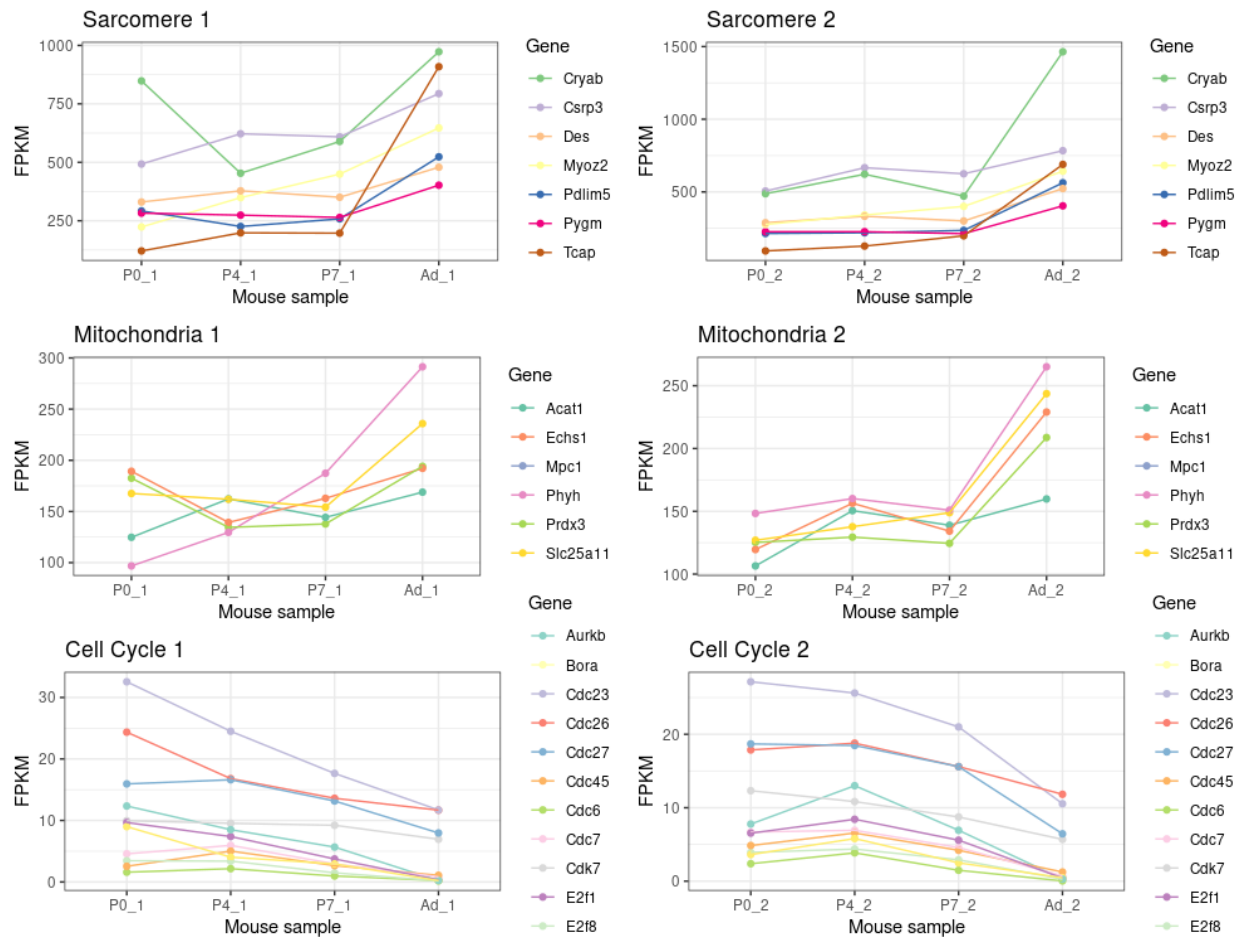 Sarcomere 1
1000
750
500
250
FPKM
P0_1 P4_1 P7_1 Ad_1
Mouse sample
Gene
Cryab
Csrp3
Des
Myoz2
Pdlim5
Pygm
Tcap
Sarcomere 2
1500
1000
500
FPKM
P0_2 P4_2 P7_2 Ad_2
Mouse sample
Gene
Cryab
Csrp3
Des
Myoz2
Pdlim5
Pygm
Tcap
Mitochondria 1
300
250
200
150
100
FPKM
P0_1 P4_1 P7_1 Ad_1
Mouse sample
Gene
Acat1
Echs1
Mpc1
Phyh
Prdx3
Slc25a11
Mitochondria 2
250
200
150
100
FPKM
P0_2 P4_2 P7_2 Ad_2
Mouse sample
Gene
Acat1
Echs1
Mpc1
Phyh
Prdx3
Slc25a11
Cell Cycle 1
30
20
10
0
FPKM
P0_1 P4_1 P7_1 Ad_1
Mouse sample
Gene
Aurkb
Bora
Cdc23
Cdc26
Cdc27
Cdc45
Cdc6
Cdc7
Cdk7
E2f1
E2f8
Cell Cycle 2
20
10
0
FPKM
P0_2 P4_2 P7_2 Ad_2
Mouse sample
Gene
Aurkb
Bora
Cdc23
Cdc26
Cdc27
Cdc45
Cdc6
Cdc7
Cdk7
E2f1
E2f8